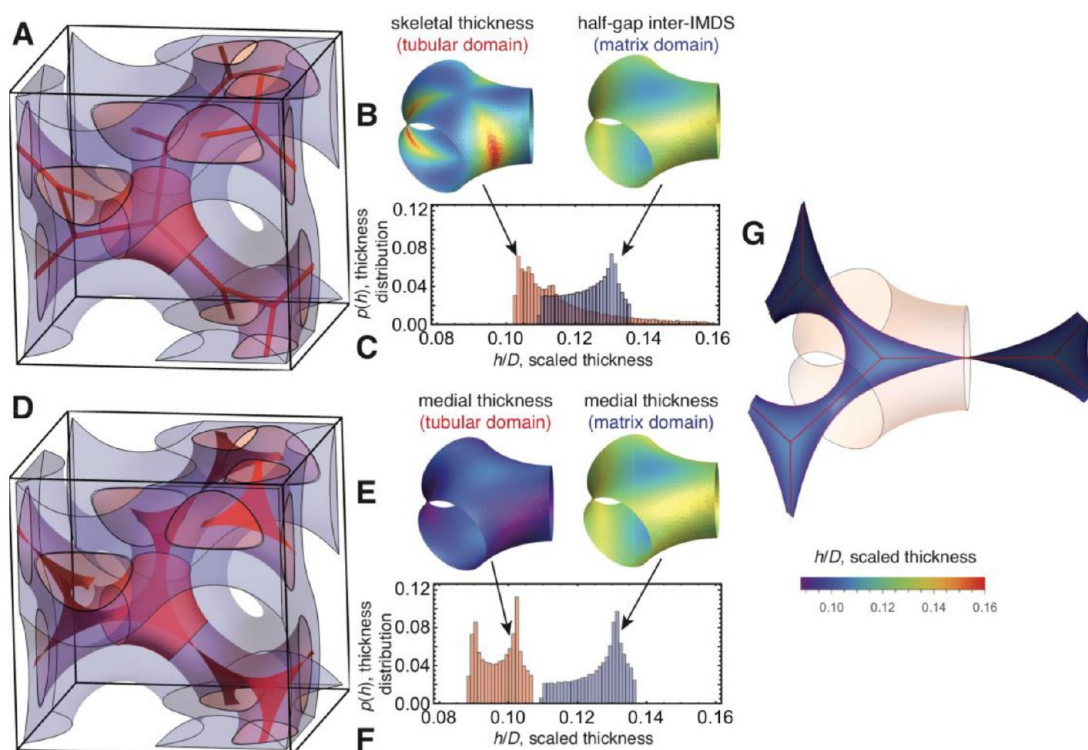 A
skeletal thickness
(tubular domain)
half-gap inter-IMDS
(matrix domain)
B
p(h), thickness
distribution
0.12
0.08
0.04
0.00
0.08 0.10 0.12 0.14 0.16
h/D, scaled thickness
C
D
medial thickness
(tubular domain)
medial thickness
(matrix domain)
E
p(h), thickness
distribution
0.12
0.08
0.04
0.00
0.08 0.10 0.12 0.14 0.16
h/D, scaled thickness
F
G
h/D, scaled thickness
0.10 0.12 0.14 0.16